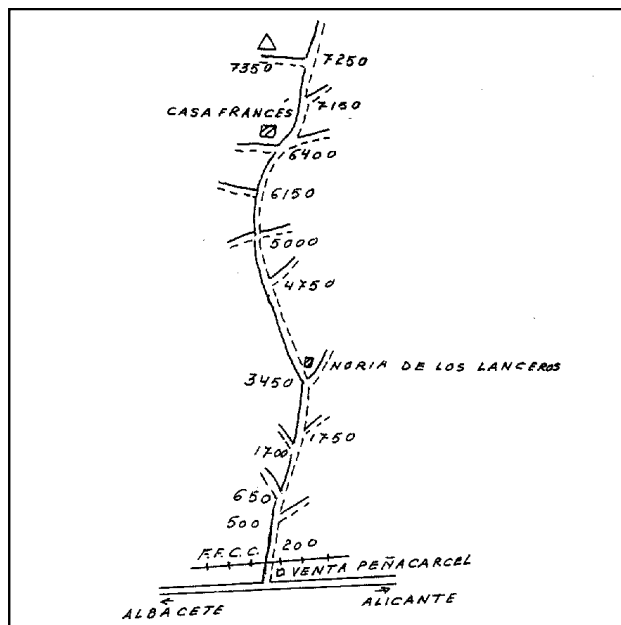 7350
7250
7150
CASA FRANCÉS
6400
6150
5000
4750
NORIA DE LOS LANCEROS
3450
1750
1700
650
500
F.F.C.C.
200
VENTA PEÑACARCEL
ALBACETE
ALICANTE